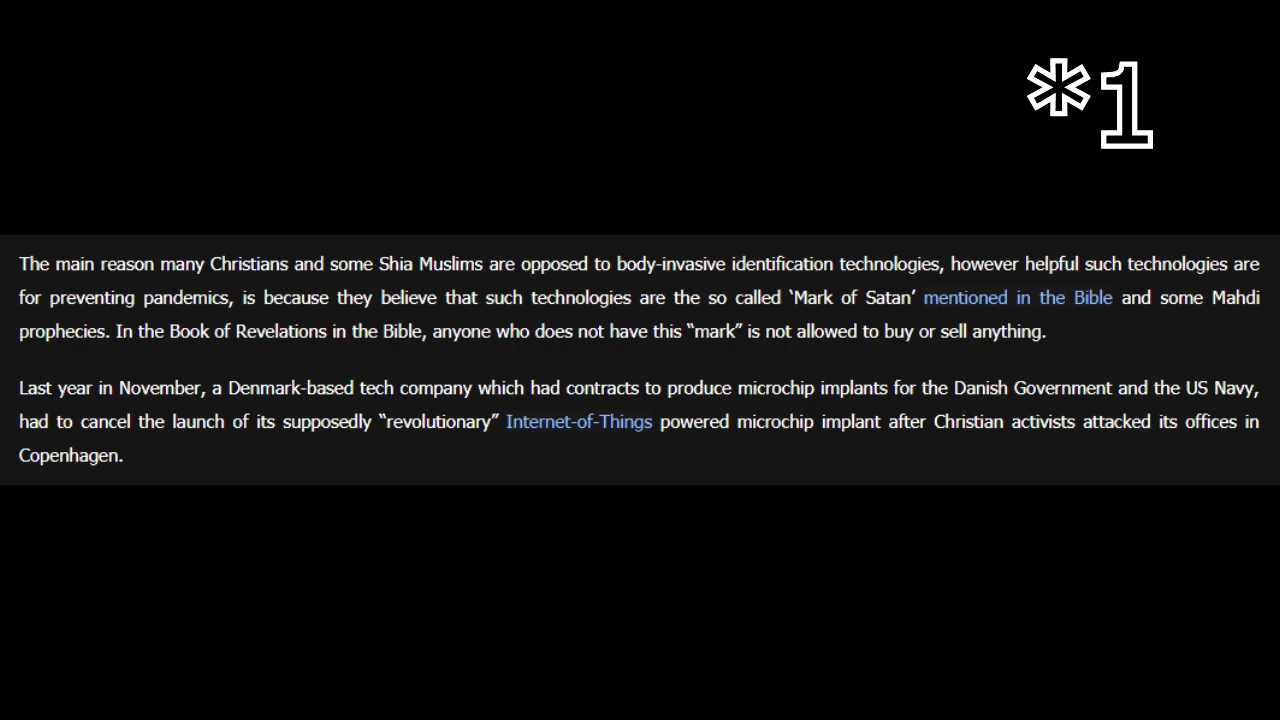 *1
The main reason many Christians and some Shia Muslims are opposed to body-invasive identification technologies, however helpful such technologies are
for preventing pandemics, is because they believe that such technologies are the so called ‘Mark of Satan’ mentioned in the Bible and some Mahdi
prophecies. In the Book of Revelations in the Bible, anyone who does not have this “mark” is not allowed to buy or sell anything.
Last year in November, a Denmark-based tech company which had contracts to produce microchip implants for the Danish Government and the US Navy,
had to cancel the launch of its supposedly “revolutionary” Internet-of-Things powered microchip implant after Christian activists attacked its offices in
Copenhagen.